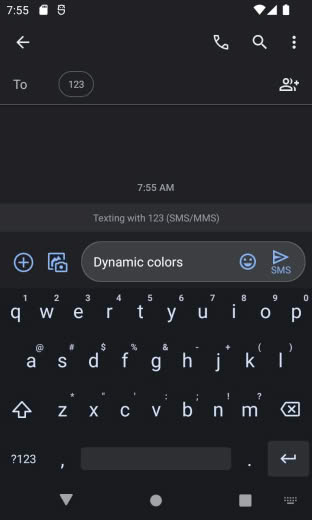 7:55
To 123
7:55 AM
Texting with 123 (SMS/MMS)
Dynamic colors
SMS
1 2 3 4 5 6 7 8 9 0
q w e r t y u i o p
@ # $ % & - + ( )
a s d f g h j k l
* " ' : ; ! ?
z x c v b n m
?123 , .